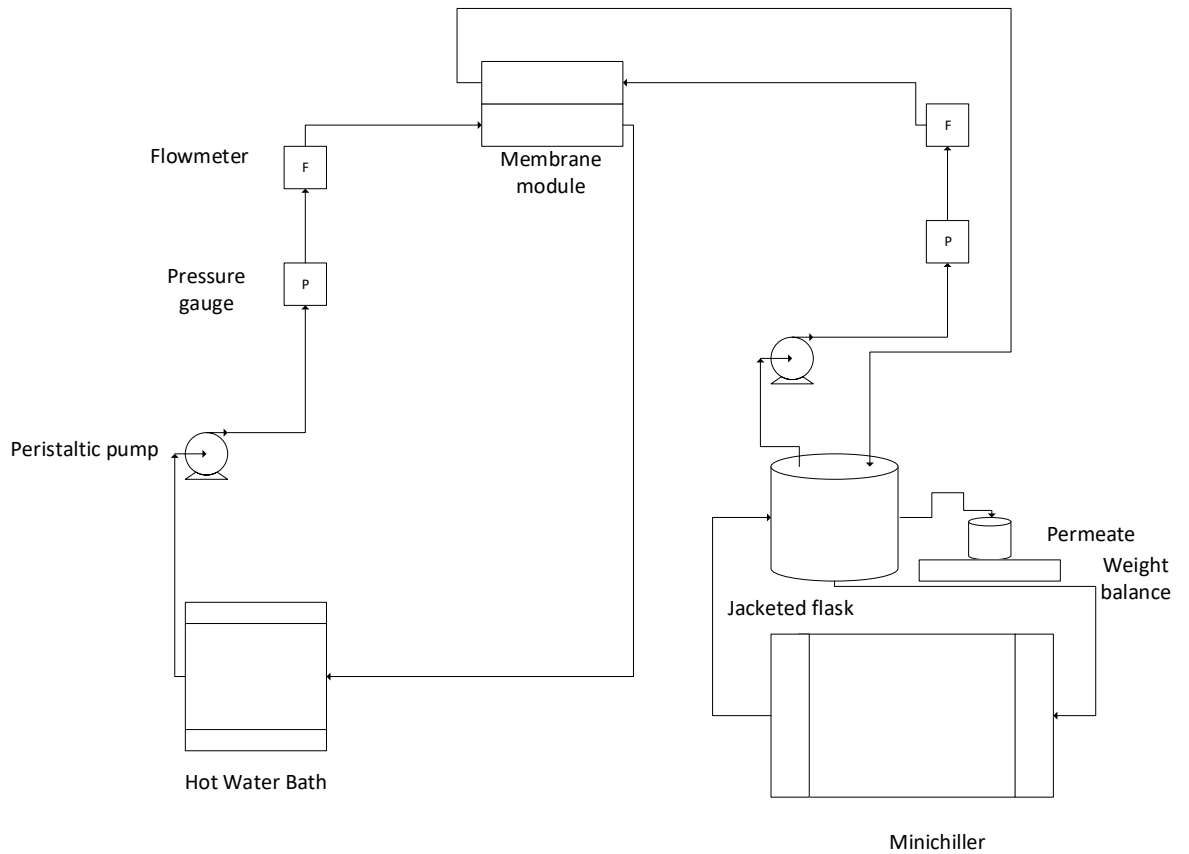 F
Membrane
module
Flowmeter
F
P
Pressure
gauge
P
Peristaltic pump
Permeate
Weight
balance
Jacketed flask
Hot Water Bath
Minichiller